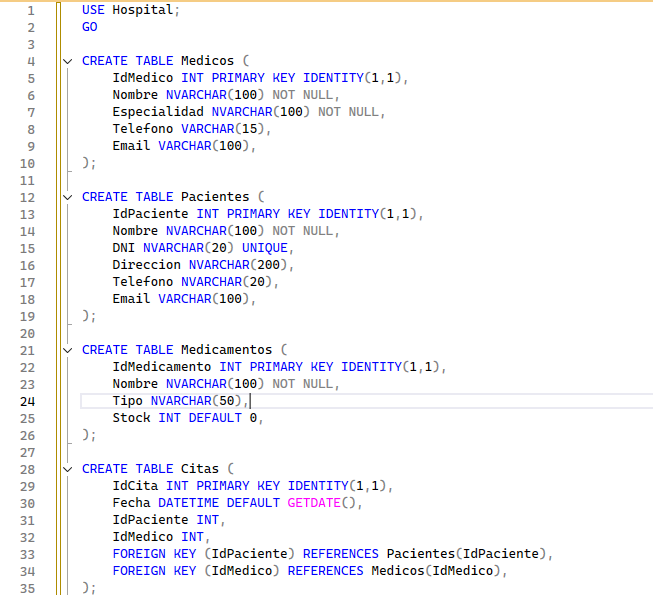 1 USE Hospital;
2 GO
3
4 CREATE TABLE Medicos (
5 IdMedico INT PRIMARY KEY IDENTITY(1,1),
6 Nombre NVARCHAR(100) NOT NULL,
7 Especialidad NVARCHAR(100) NOT NULL,
8 Telefono VARCHAR(15),
9 Email VARCHAR(100),
10 );
11
12 CREATE TABLE Pacientes (
13 IdPaciente INT PRIMARY KEY IDENTITY(1,1),
14 Nombre NVARCHAR(100) NOT NULL,
15 DNI NVARCHAR(20) UNIQUE,
16 Direccion NVARCHAR(200),
17 Telefono NVARCHAR(20),
18 Email VARCHAR(100),
19 );
20
21 CREATE TABLE Medicamentos (
22 IdMedicamento INT PRIMARY KEY IDENTITY(1,1),
23 Nombre NVARCHAR(100) NOT NULL,
24 Tipo NVARCHAR(50),
25 Stock INT DEFAULT 0,
26 );
27
28 CREATE TABLE Citas (
29 IdCita INT PRIMARY KEY IDENTITY(1,1),
30 Fecha DATETIME DEFAULT GETDATE(),
31 IdPaciente INT,
32 IdMedico INT,
33 FOREIGN KEY (IdPaciente) REFERENCES Pacientes(IdPaciente),
34 FOREIGN KEY (IdMedico) REFERENCES Medicos(IdMedico),
35 );